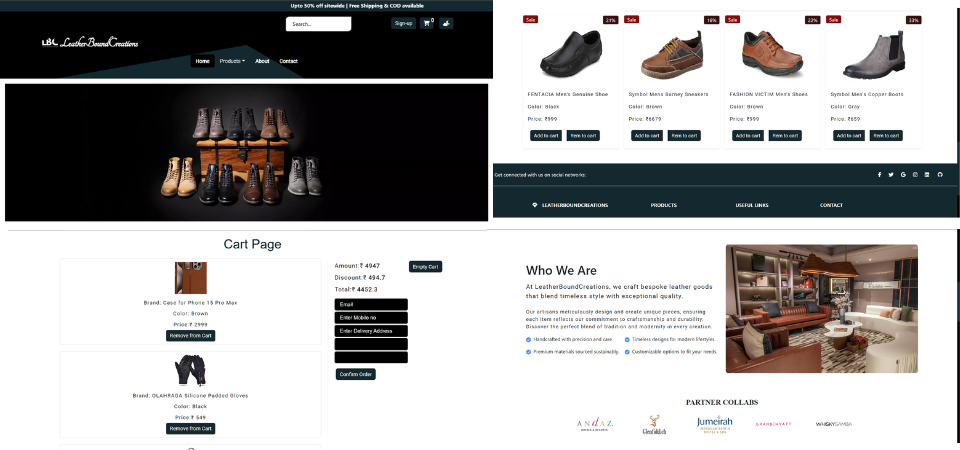 Upto 50% off sitewide | Free Shipping & COD available
Search...
Sign-up
0
LBC LeatherBoundCreations
Home
Products
About
Contact
Sale
21%
Sale
18%
Sale
22%
Sale
33%
FENTACIA Men's Genuine Shoe
Color: Black
Price: ₹999
Add to cart
Rem to cart
Symbol Mens Barney Sneakers
Color: Brown
Price: ₹6679
Add to cart
Rem to cart
FASHION VICTIM Men's Shoes
Color: Brown
Price: ₹999
Add to cart
Rem to cart
Symbol Men's Copper Boots
Color: Gray
Price: ₹659
Add to cart
Rem to cart
Get connected with us on social networks:
LEATHERBOUNDCREATIONS
PRODUCTS
USEFUL LINKS
CONTACT
Cart Page
Brand: Case for Phone 15 Pro Max
Color: Brown
Price:₹ 2999
Remove from Cart
Brand: OLAHRAGA Silicone Padded Gloves
Color: Black
Price:₹ 549
Remove from Cart
Amount:₹ 4947
Empty Cart
Discount:₹ 494.7
Total:₹ 4452.3
Email
Enter Mobile no
Enter Delivery Address
Confirm Order
Who We Are
At LeatherBoundCreations, we craft bespoke leather goods
that blend timeless style with exceptional quality.
Our artisans meticulously design and create unique pieces, ensuring
each item reflects our commitment to craftsmanship and durability.
Discover the perfect blend of tradition and modernity in every creation.
Handcrafted with precision and care.
Timeless designs for modern lifestyles.
Premium materials sourced sustainably.
Customizable options to fit your needs.
PARTNER COLLABS
ANDAZ
Glenfiddich
Jumeirah
GRAND HYATT
WHISKYSAMBA